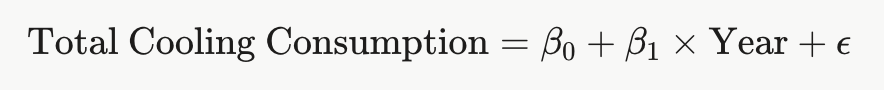 Total Cooling Consumption = β₀ + β₁ × Year + ϵ